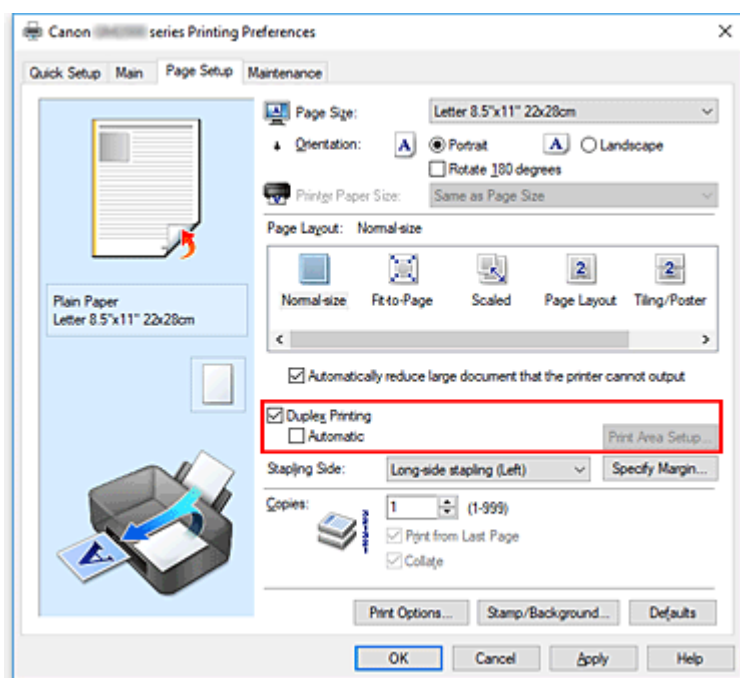 Canon series Printing Preferences
Quick Setup Main Page Setup Maintenance
Page Size: Letter 8.5"x11" 22x28cm
Orientation: A Portrait A Landscape
Rotate 180 degrees
Printer Paper Size: Same as Page Size
Page Layout: Normal-size
2 2
Normal-size Fit-to-Page Scaled Page Layout Tiling/Poster
Plain Paper
Letter 8.5"x11" 22x28cm
Automatically reduce large document that the printer cannot output
Duplex Printing
Automatic Print Area Setup...
Stapling Side: Long-side stapling (Left) Specify Margin...
Copies: 1 (1-999)
Print from Last Page
Collate
A
Print Options... Stamp/Background... Defaults
OK Cancel Apply Help